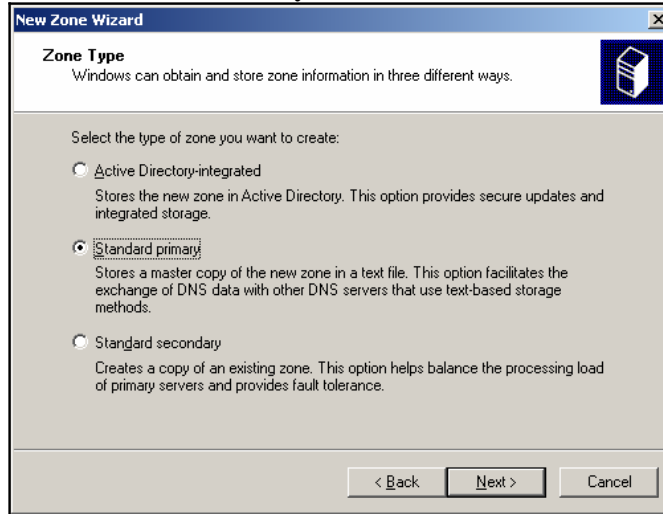 New Zone Wizard
Zone Type
Windows can obtain and store zone information in three different ways.
Select the type of zone you want to create:
Active Directory-integrated
Stores the new zone in Active Directory. This option provides secure updates and
integrated storage.
Standard primary
Stores a master copy of the new zone in a text file. This option facilitates the
exchange of DNS data with other DNS servers that use text-based storage
methods.
Standard secondary
Creates a copy of an existing zone. This option helps balance the processing load
of primary servers and provides fault tolerance.
< Back Next > Cancel